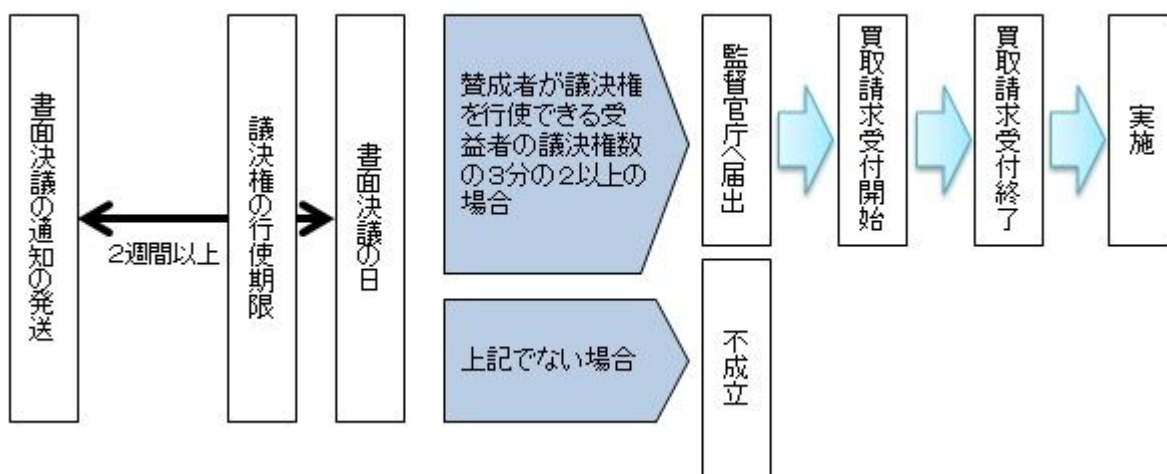 書面決議の通知の発送
2週間以上
議決権の行使期限
書面決議の日
賛成者が議決権
を行使できる受
益者の議決権数
の3分の2以上の
場合
監督官庁へ届出
買取請求受付開始
買取請求受付終了
実施
上記でない場合
不成立